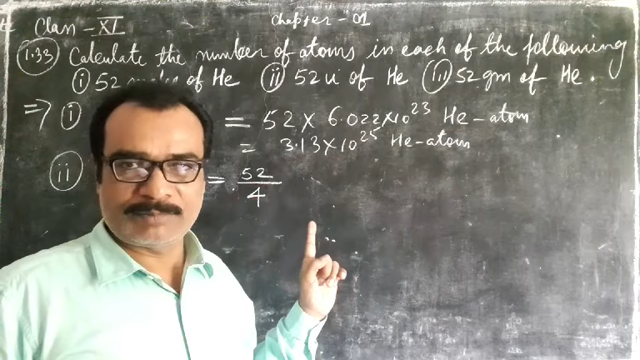 Class - XI Chapter - 01
1.33 Calculate the number of atoms in each of the following
(i) 52 of He (ii) 52 u of He (iii) 52 gm of He.
⇒ (i) = 52 × 6.022×10²³ He-atom
= 3.13×10²⁵ He-atom
(ii) = 52/4